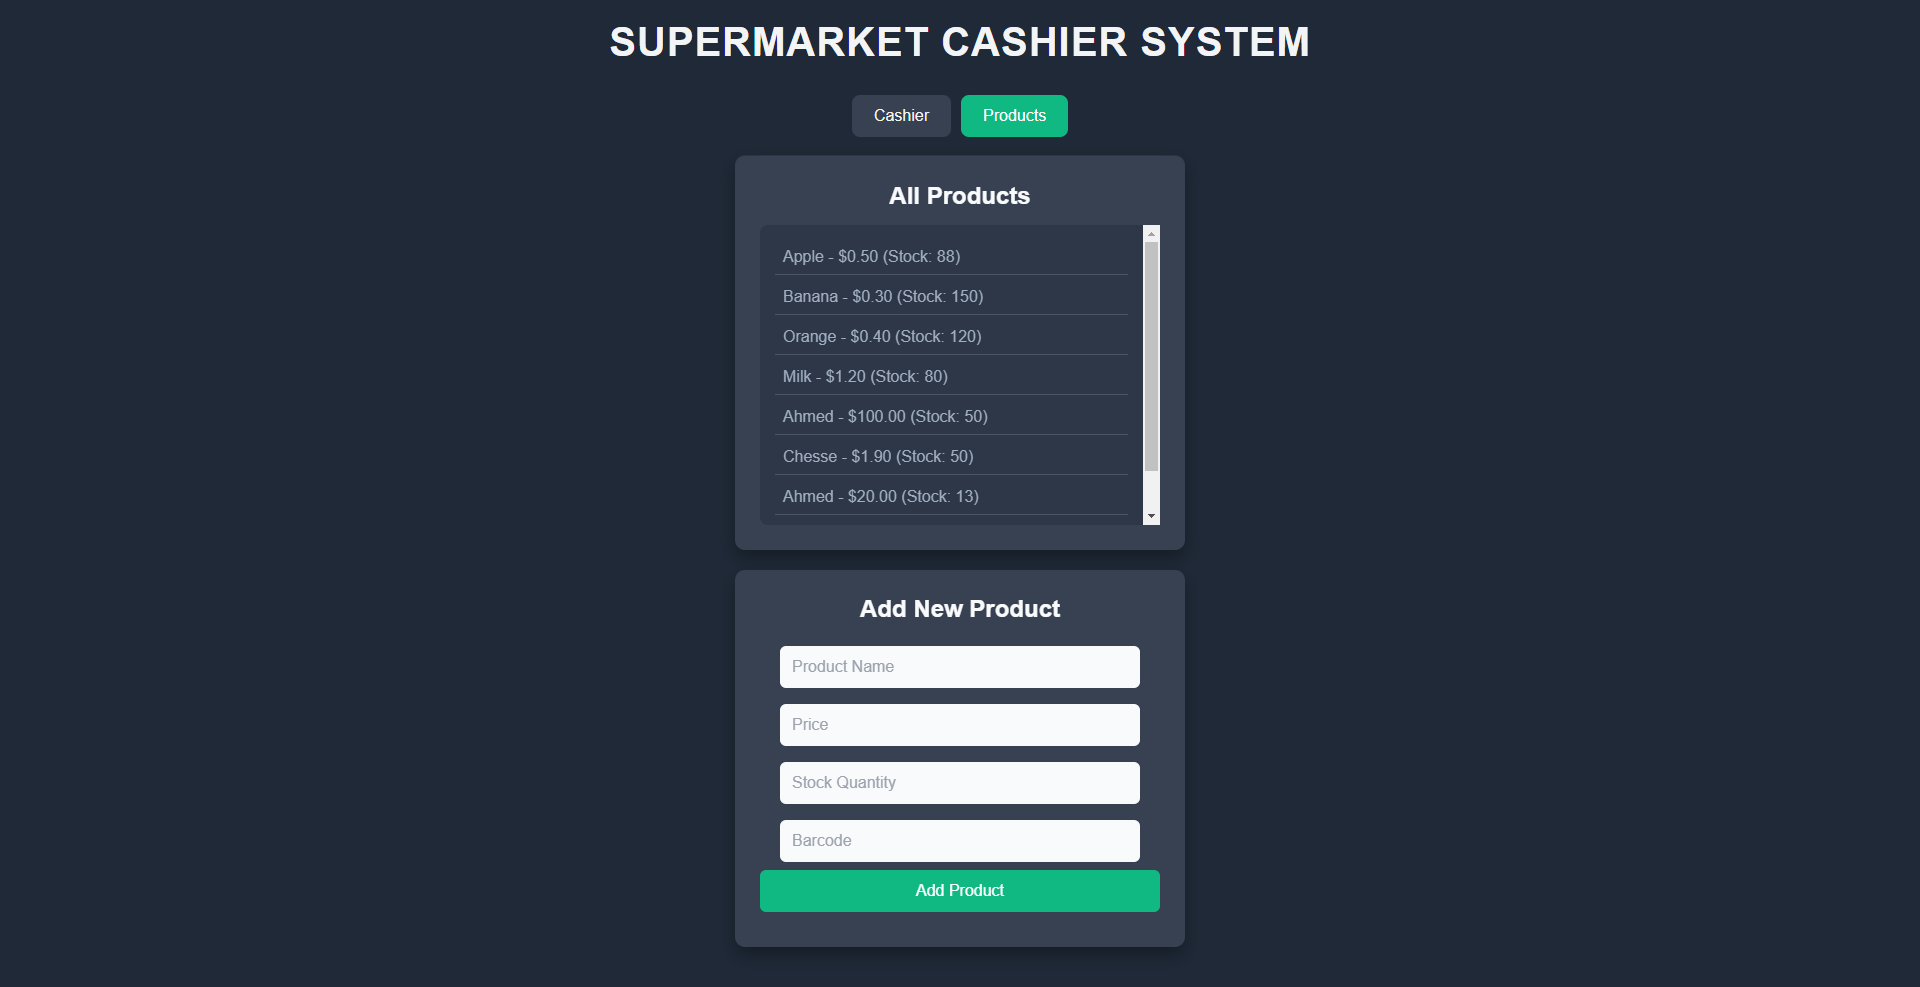 SUPERMARKET CASHIER SYSTEM
Cashier
Products
All Products
Apple - $0.50 (Stock: 88)
Banana - $0.30 (Stock: 150)
Orange - $0.40 (Stock: 120)
Milk - $1.20 (Stock: 80)
Ahmed - $100.00 (Stock: 50)
Chesse - $1.90 (Stock: 50)
Ahmed - $20.00 (Stock: 13)
Add New Product
Product Name
Price
Stock Quantity
Barcode
Add Product